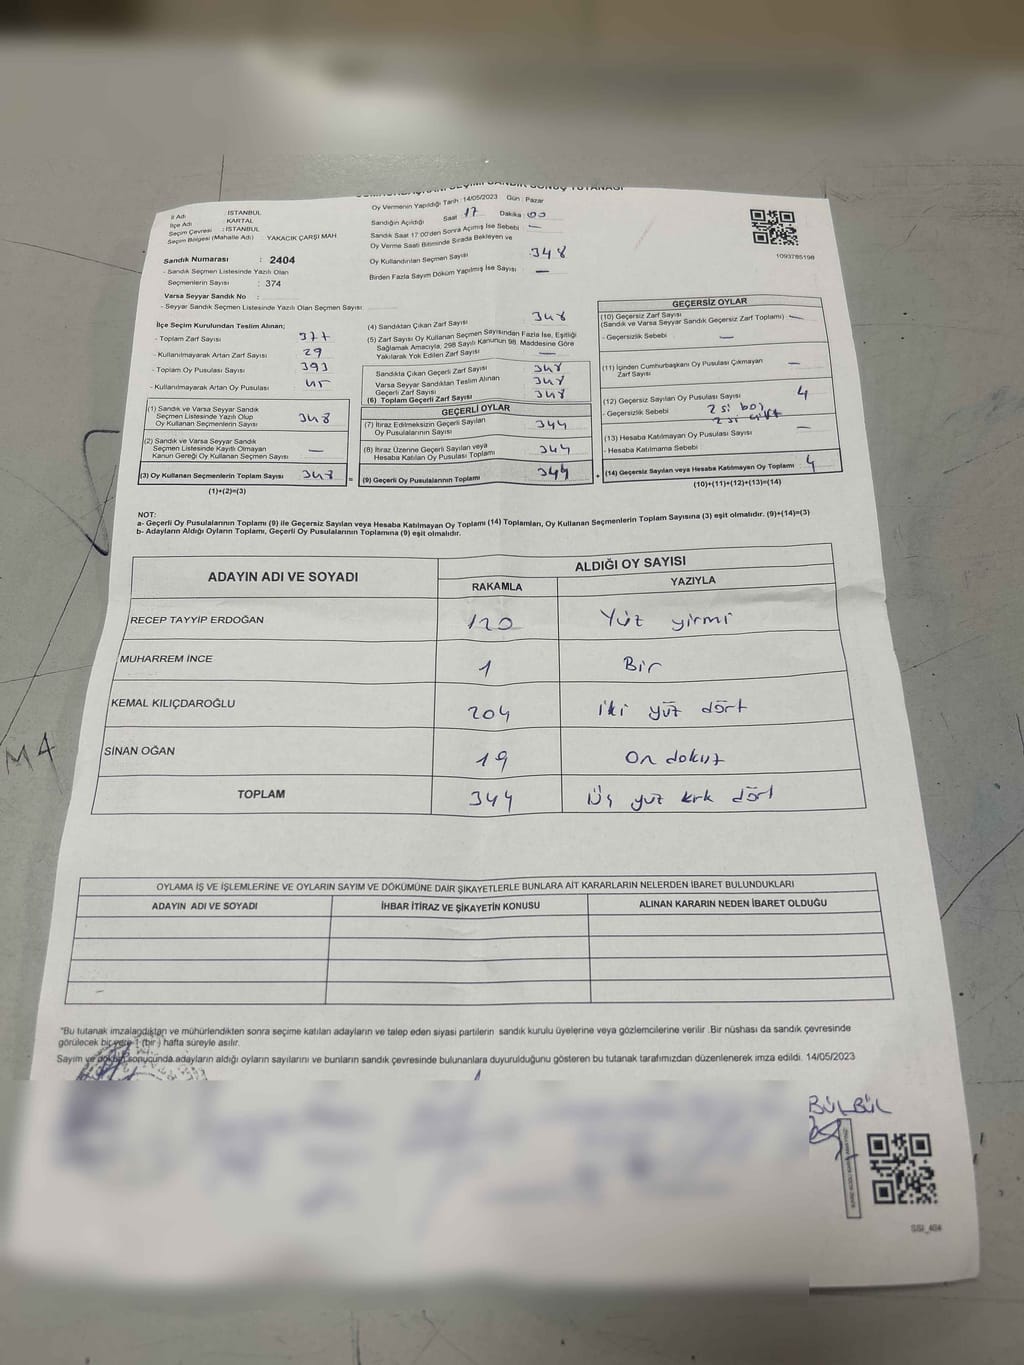 CUMHURBAŞKANI SEÇİMİ SANDIK SONUÇ TUTANAĞI
İl Adı : İSTANBUL
İlçe Adı : KARTAL
Seçim Çevresi : İSTANBUL
Seçim Bölgesi (Mahalle Adı) : YAKACIK ÇARŞI MAH
Sandık Numarası : 2404
- Sandık Seçmen Listesinde Yazılı Olan
Seçmenlerin Sayısı : 374
Varsa Seyyar Sandık No :
- Seyyar Sandık Seçmen Listesinde Yazılı Olan Seçmen Sayısı :
Oy Vermenin Yapıldığı Tarih : 14/05/2023 Gün : Pazar
Sandığın Açıldığı Saat 17 Dakika 00
Sandık Saat 17:00'den Sonra Açılmış İse Sebebi —
Oy Verme Saati Bitiminde Sırada Bekleyen ve
Oy Kullandırılan Seçmen Sayısı : 348
Birden Fazla Sayım Döküm Yapılmış İse Sayısı —
1093785198
İlçe Seçim Kurulundan Teslim Alınan;
- Toplam Zarf Sayısı 377
- Kullanılmayarak Artan Zarf Sayısı 29
- Toplam Oy Pusulası Sayısı 393
- Kullanılmayarak Artan Oy Pusulası 45
(1) Sandık ve Varsa Seyyar Sandık
Seçmen Listesinde Yazılı Olup
Oy Kullanan Seçmenlerin Sayısı 348
(2) Sandık ve Varsa Seyyar Sandık
Seçmen Listesinde Kayıtlı Olmayan
Kanun Gereği Oy Kullanan Seçmen Sayısı —
(3) Oy Kullanan Seçmenlerin Toplam Sayısı 348
(1)+(2)=(3)
(4) Sandıktan Çıkan Zarf Sayısı 348
(5) Zarf Sayısı Oy Kullanan Seçmen Sayısından Fazla İse, Eşitliği
Sağlamak Amacıyla, 298 Sayılı Kanunun 98. Maddesine Göre
Yakılarak Yok Edilen Zarf Sayısı —
Sandıkta Çıkan Geçerli Zarf Sayısı 348
Varsa Seyyar Sandıktan Teslim Alınan
Geçerli Zarf Sayısı 348
(6) Toplam Geçerli Zarf Sayısı 348
GEÇERLİ OYLAR
(7) İtiraz Edilmeksizin Geçerli Sayılan
Oy Pusulalarının Sayısı 344
(8) İtiraz Üzerine Geçerli Sayılan veya
Hesaba Katılan Oy Pusulası Toplamı 344
= (9) Geçerli Oy Pusulalarının Toplamı 344
GEÇERSİZ OYLAR
(10) Geçersiz Zarf Sayısı
(Sandık ve Varsa Seyyar Sandık Geçersiz Zarf Toplamı) —
- Geçersizlik Sebebi —
(11) İçinden Cumhurbaşkanı Oy Pusulası Çıkmayan
Zarf Sayısı —
(12) Geçersiz Sayılan Oy Pusulası Sayısı 4
- Geçersizlik Sebebi 2 si boş
2 si çift
(13) Hesaba Katılmayan Oy Pusulası Sayısı —
- Hesaba Katılmama Sebebi
+ (14) Geçersiz Sayılan veya Hesaba Katılmayan Oy Toplamı 4
(10)+(11)+(12)+(13)=(14)
NOT:
a- Geçerli Oy Pusulalarının Toplamı (9) ile Geçersiz Sayılan veya Hesaba Katılmayan Oy Toplamı (14) Toplamları, Oy Kullanan Seçmenlerin Toplam Sayısına (3) eşit olmalıdır. (9)+(14)=(3)
b- Adayların Aldığı Oyların Toplamı, Geçerli Oy Pusulalarının Toplamına (9) eşit olmalıdır.
ADAYIN ADI VE SOYADI
ALDIĞI OY SAYISI
RAKAMLA YAZIYLA
RECEP TAYYİP ERDOĞAN 120 Yüz yirmi
MUHARREM İNCE 1 Bir
KEMAL KILIÇDAROĞLU 204 iki yüz dört
SİNAN OĞAN 19 On dokuz
TOPLAM 344 Üç yüz kırk dört
M4
OYLAMA İŞ VE İŞLEMLERİNE VE OYLARIN SAYIM VE DÖKÜMÜNE DAİR ŞİKAYETLERLE BUNLARA AİT KARARLARIN NELERDEN İBARET BULUNDUKLARI
ADAYIN ADI VE SOYADI İHBAR İTİRAZ VE ŞİKAYETİN KONUSU ALINAN KARARIN NEDEN İBARET OLDUĞU
"Bu tutanak imzalandıktan ve mühürlendikten sonra seçime katılan adayların ve talep eden siyasi partilerin sandık kurulu üyelerine veya gözlemcilerine verilir .Bir nüshası da sandık çevresinde
görülecek bir yere 1 (bir ) hafta süreyle asılır.
Sayım ve döküm sonucunda adayların aldığı oyların sayılarını ve bunların sandık çevresinde bulunanlara duyurulduğunu gösteren bu tutanak tarafımızdan düzenlenerek imza edildi. 14/05/2023
BÜLBÜL
SSI_404